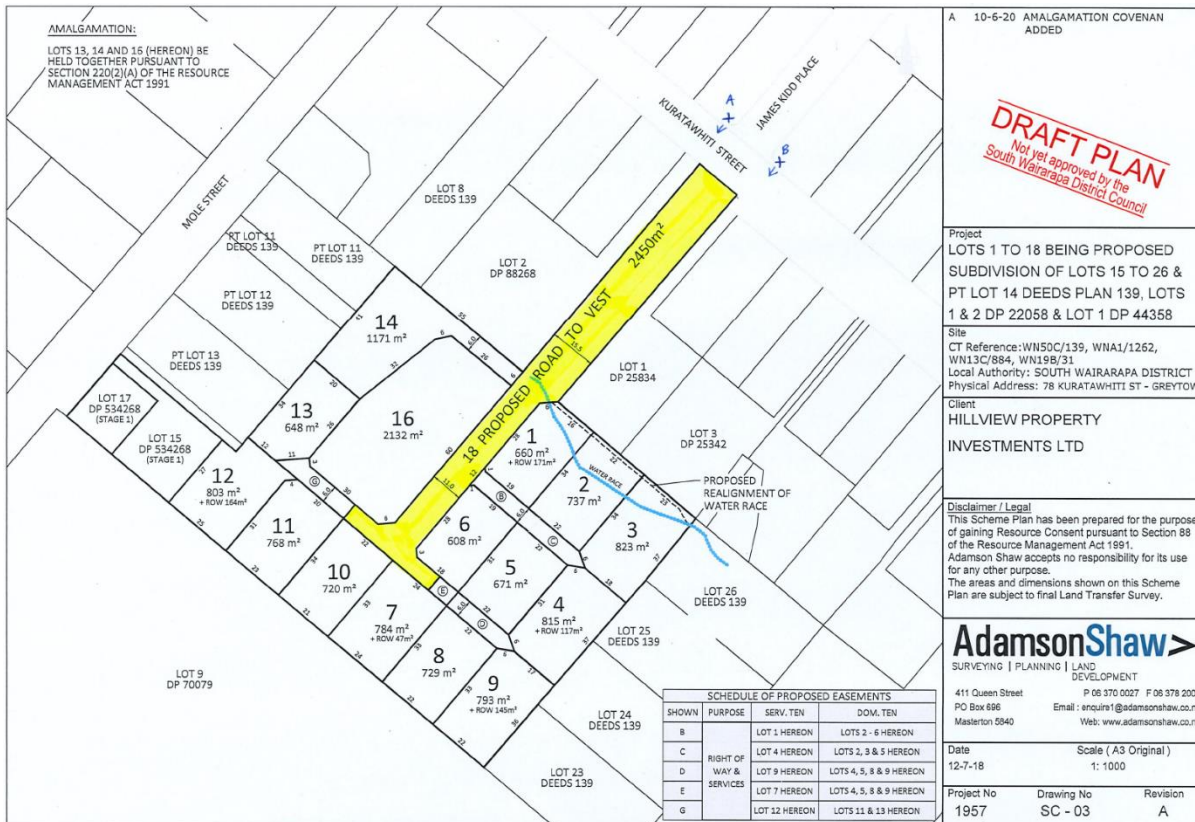 AMALGAMATION:
LOTS 13, 14 AND 16 (HEREON) BE
HELD TOGETHER PURSUANT TO
SECTION 220(2)(A) OF THE RESOURCE
MANAGEMENT ACT 1991
MOLE STREET
KURATAWHITI STREET
JAMES KIDD PLACE
A
B
LOT 8
DEEDS 139
PT LOT 11
DEEDS 139
PT LOT 11
DEEDS 139
LOT 2
DP 88268
PT LOT 12
DEEDS 139
PT LOT 13
DEEDS 139
LOT 17
DP 534268
(STAGE 1)
LOT 15
DP 534268
(STAGE 1)
14
1171 m²
13
648 m²
16
2132 m²
18 PROPOSED ROAD TO VEST 2450m²
15.5
11.0
LOT 1
DP 25834
LOT 3
DP 25342
1
660 m²
+ ROW 171m²
2
737 m²
3
823 m²
WATER RACE
PROPOSED
REALIGNMENT OF
WATER RACE
12
803 m²
+ ROW 164m²
11
768 m²
10
720 m²
6
608 m²
5
671 m²
4
815 m²
+ ROW 117m²
7
784 m²
+ ROW 47m²
8
729 m²
9
793 m²
+ ROW 145m²
B
C
D
E
G
LOT 26
DEEDS 139
LOT 25
DEEDS 139
LOT 24
DEEDS 139
LOT 23
DEEDS 139
LOT 9
DP 70079
SCHEDULE OF PROPOSED EASEMENTS
SHOWN PURPOSE SERV. TEN DOM. TEN
B LOT 1 HEREON LOTS 2 - 6 HEREON
C LOT 4 HEREON LOTS 2, 3 & 5 HEREON
RIGHT OF
WAY &
SERVICES
D LOT 9 HEREON LOTS 4, 5, 8 & 9 HEREON
E LOT 7 HEREON LOTS 4, 5, 8 & 9 HEREON
G LOT 12 HEREON LOTS 11 & 13 HEREON
A 10-6-20 AMALGAMATION COVENAN
ADDED
DRAFT PLAN
Not yet approved by the
South Wairarapa District Council
Project
LOTS 1 TO 18 BEING PROPOSED
SUBDIVISION OF LOTS 15 TO 26 &
PT LOT 14 DEEDS PLAN 139, LOTS
1 & 2 DP 22058 & LOT 1 DP 44358
Site
CT Reference: WN50C/139, WNA1/1262,
WN13C/884, WN19B/31
Local Authority: SOUTH WAIRARAPA DISTRICT
Physical Address: 78 KURATAWHITI ST - GREYTOW
Client
HILLVIEW PROPERTY
INVESTMENTS LTD
Disclaimer / Legal
This Scheme Plan has been prepared for the purpose
of gaining Resource Consent pursuant to Section 88
of the Resource Management Act 1991.
Adamson Shaw accepts no responsibility for its use
for any other purpose.
The areas and dimensions shown on this Scheme
Plan are subject to final Land Transfer Survey.
AdamsonShaw>
SURVEYING | PLANNING | LAND
DEVELOPMENT
411 Queen Street P 06 370 0027 F 06 378 200
PO Box 696 Email : enquire1@adamsonshaw.co.n
Masterton 5840 Web: www.adamsonshaw.co.n
Date Scale ( A3 Original )
12-7-18 1: 1000
Project No Drawing No Revision
1957 SC - 03 A